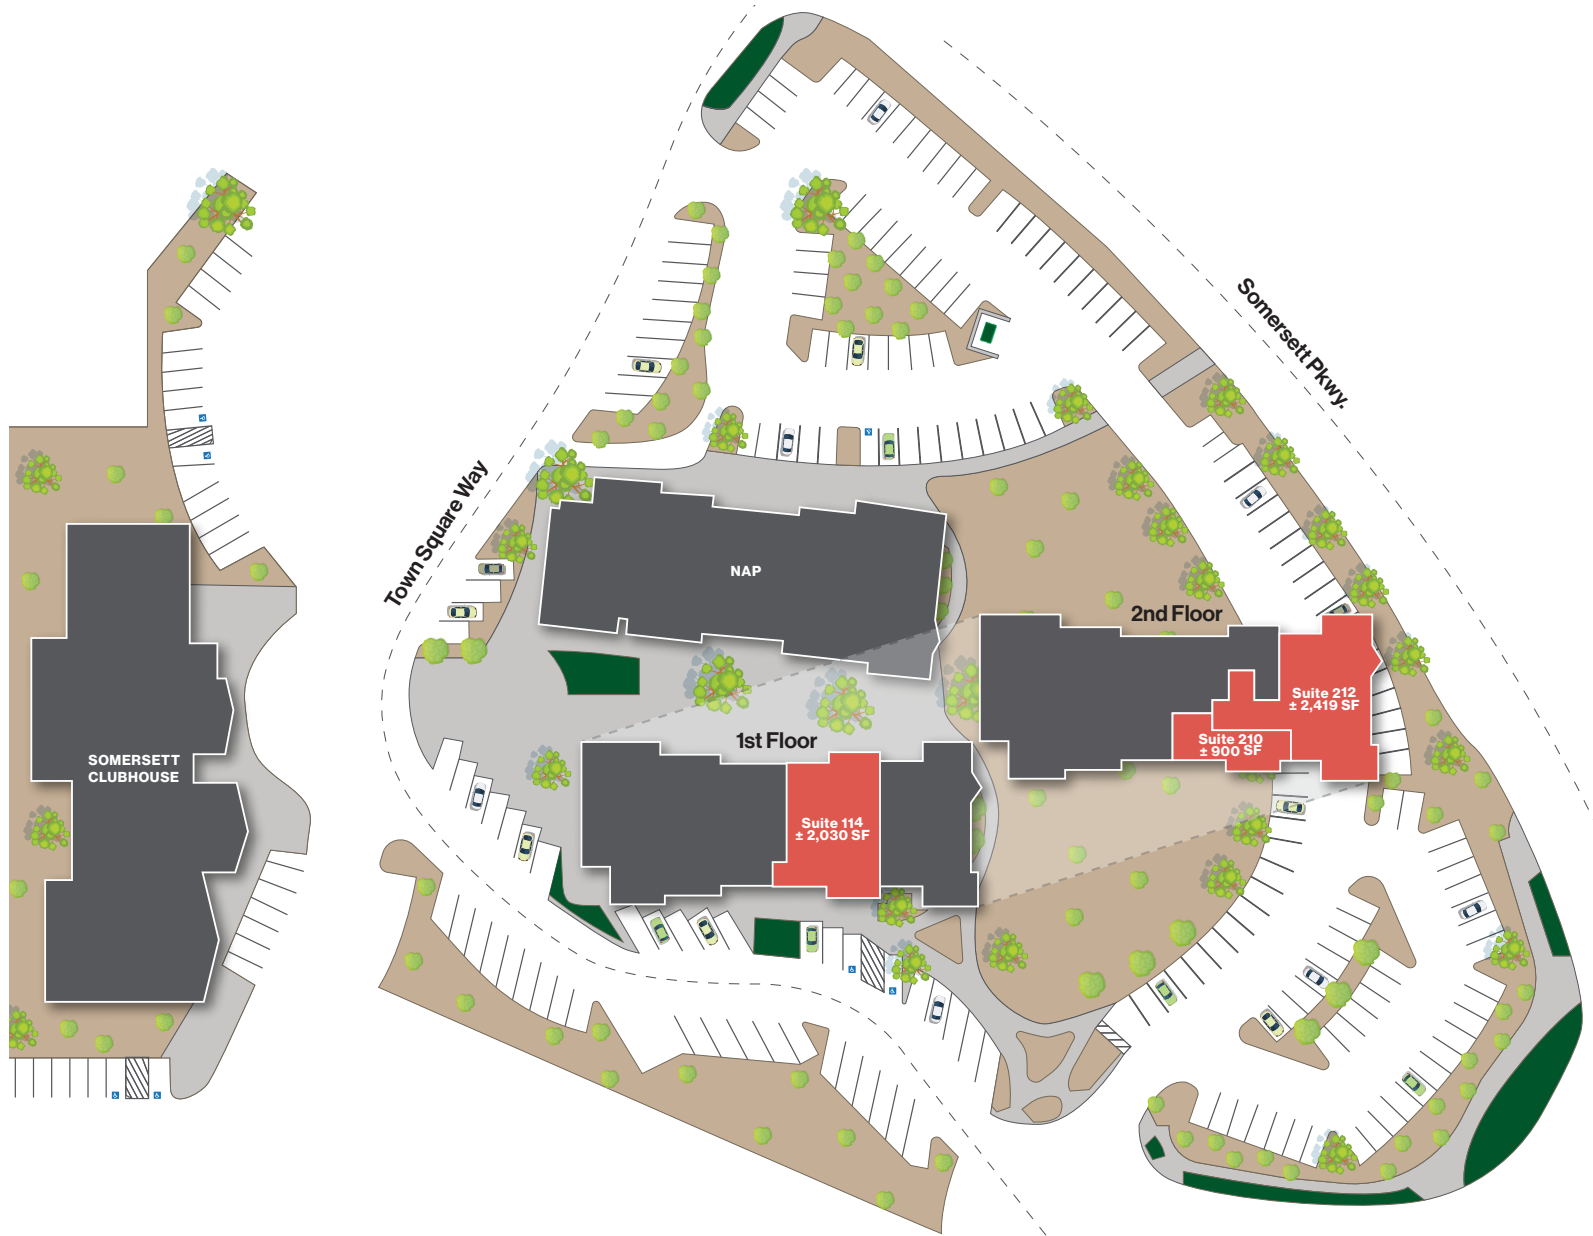 Somersett Pkwy.
Town Square Way
NAP
2nd Floor
Suite 212
± 2,419 SF
Suite 210
± 900 SF
1st Floor
SOMERSETT
CLUBHOUSE
Suite 114
± 2,030 SF